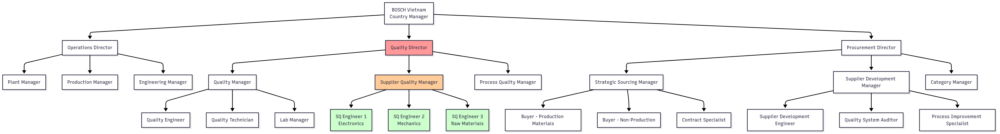 BOSCH Vietnam
Country Manager
Operations Director
Quality Director
Procurement Director
Plant Manager
Production Manager
Engineering Manager
Quality Manager
Supplier Quality Manager
Process Quality Manager
Strategic Sourcing Manager
Supplier Development
Manager
Category Manager
Quality Engineer
Quality Technician
Lab Manager
SQ Engineer 1
Electronics
SQ Engineer 2
Mechanics
SQ Engineer 3
Raw Materials
Buyer - Production
Materials
Buyer - Non-Production
Contract Specialist
Supplier Development
Engineer
Quality System Auditor
Process Improvement
Specialist